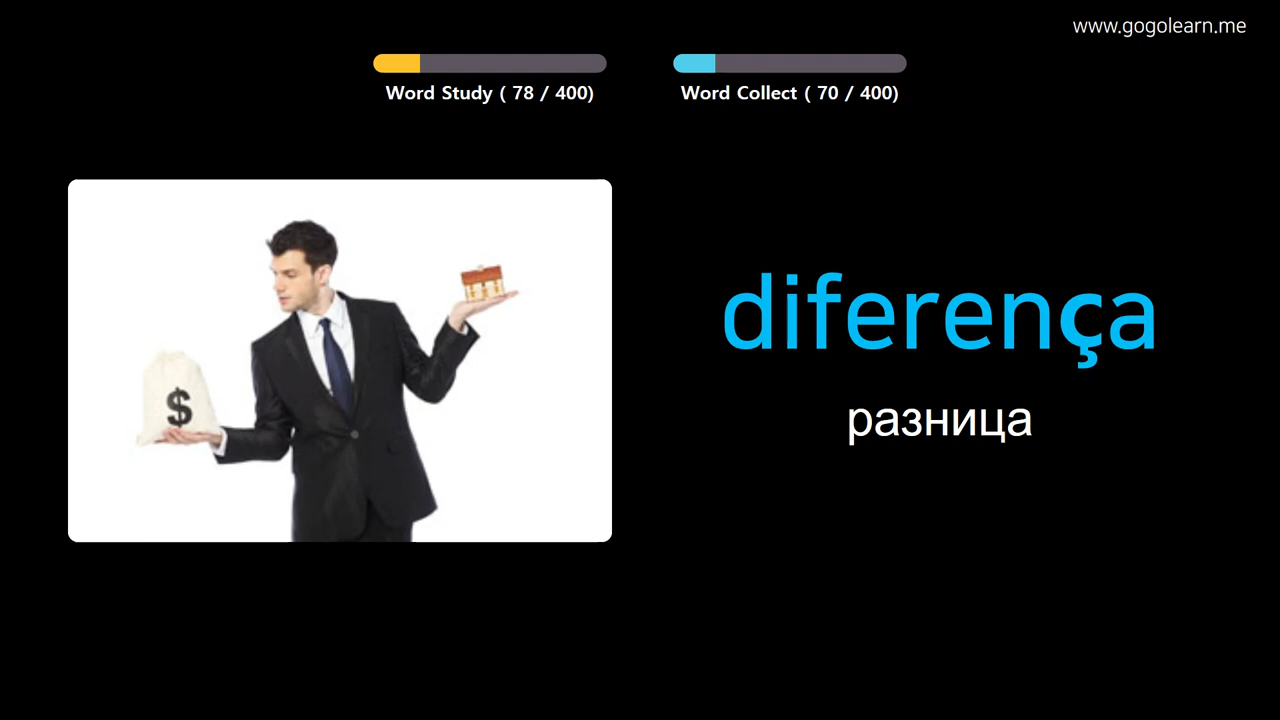 www.gogolearn.me
Word Study ( 78 / 400)
Word Collect ( 70 / 400)
$
diferença
разница